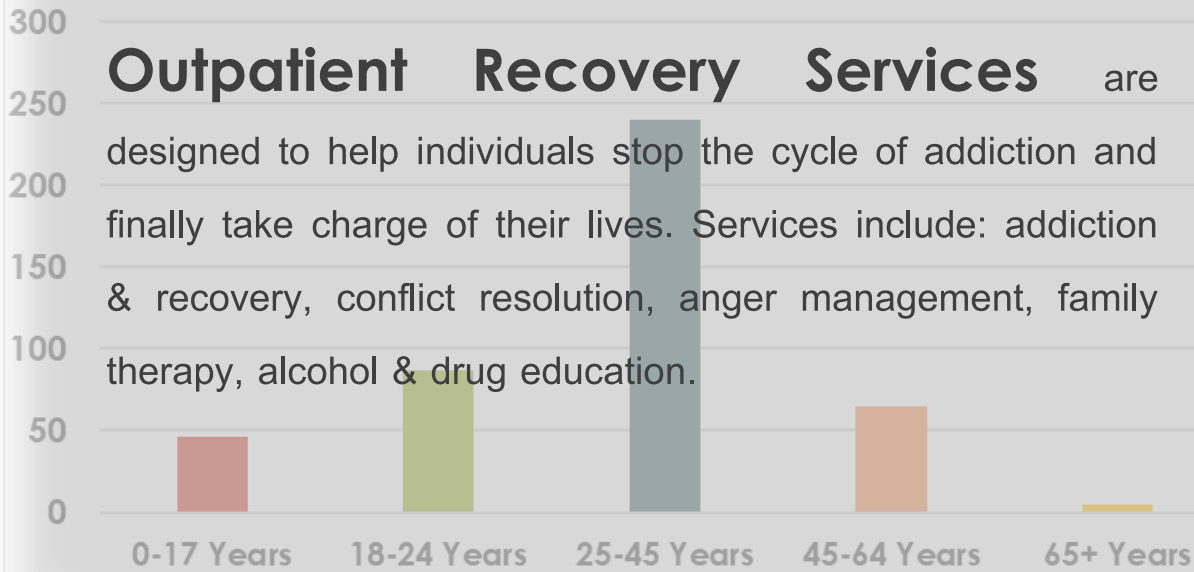 300
Outpatient Recovery Services are
250
designed to help individuals stop the cycle of addiction and
200
finally take charge of their lives. Services include: addiction
150
& recovery, conflict resolution, anger management, family
100
therapy, alcohol & drug education.
50
0
0-17 Years 18-24 Years 25-45 Years 45-64 Years 65+ Years